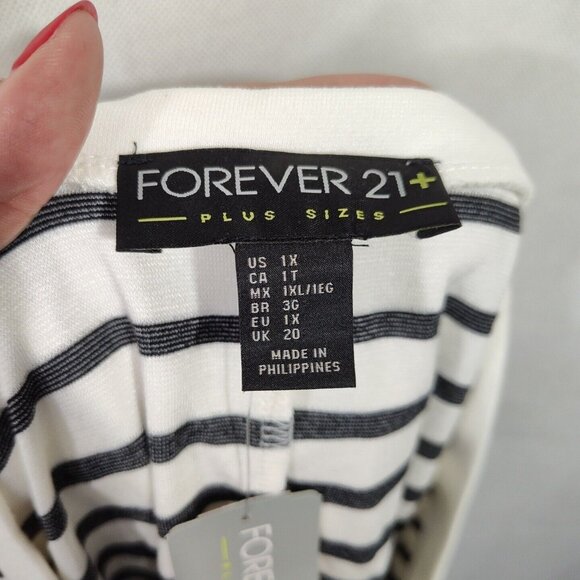 FOREVER 21+
PLUS SIZES
US 1X
CA 1T
MX 1XL/1EG
BR 3G
EU 1X
UK 20
MADE IN
PHILIPPINES
FORE